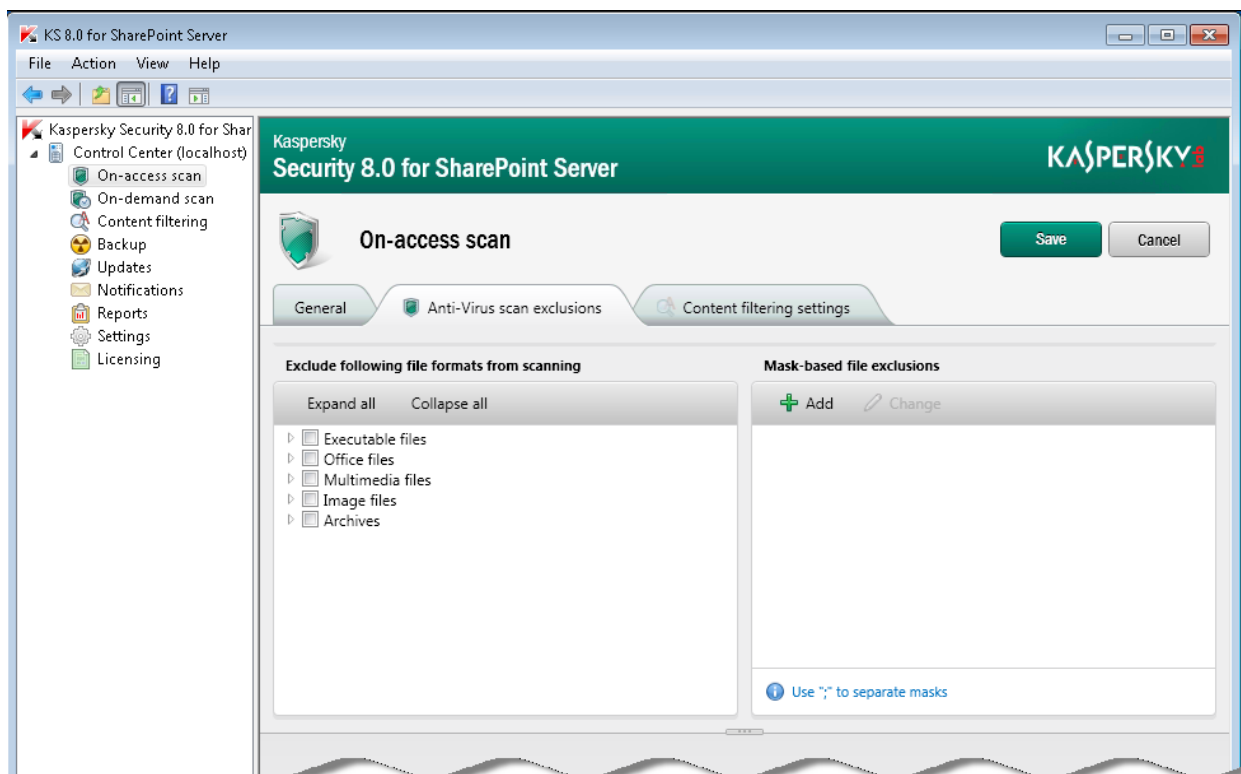 KS 8.0 for SharePoint Server
File Action View Help
Kaspersky Security 8.0 for Shar
Control Center (localhost)
On-access scan
On-demand scan
Content filtering
Backup
Updates
Notifications
Reports
Settings
Licensing
Kaspersky
Security 8.0 for SharePoint Server
KASPERSKY lab
On-access scan
Save Cancel
General Anti-Virus scan exclusions Content filtering settings
Exclude following file formats from scanning
Expand all Collapse all
Executable files
Office files
Multimedia files
Image files
Archives
Mask-based file exclusions
Add Change
Use ";" to separate masks